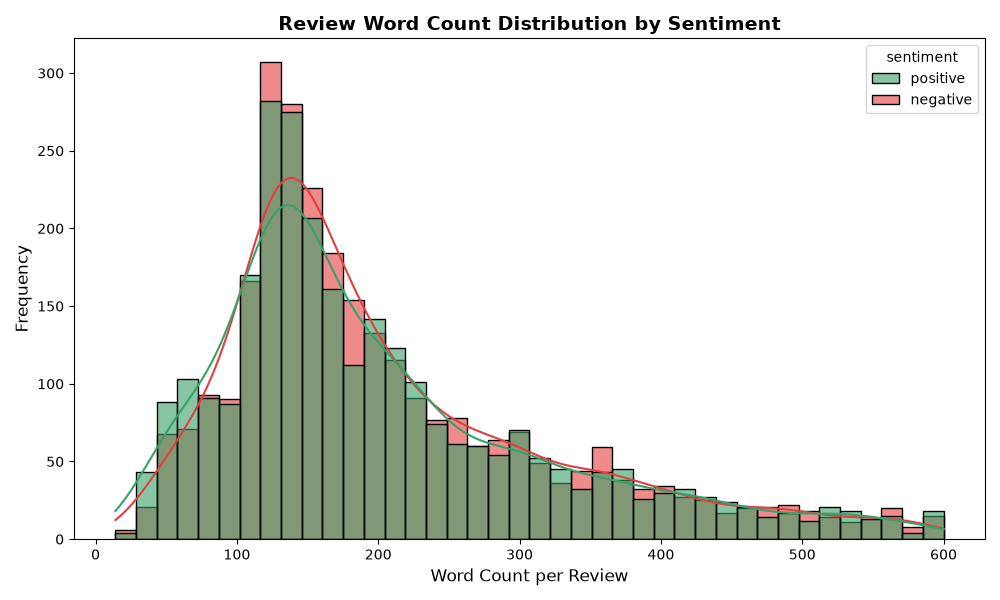 Review Word Count Distribution by Sentiment
sentiment
positive
negative
300
250
200
150
100
50
0
Frequency
0 100 200 300 400 500 600
Word Count per Review